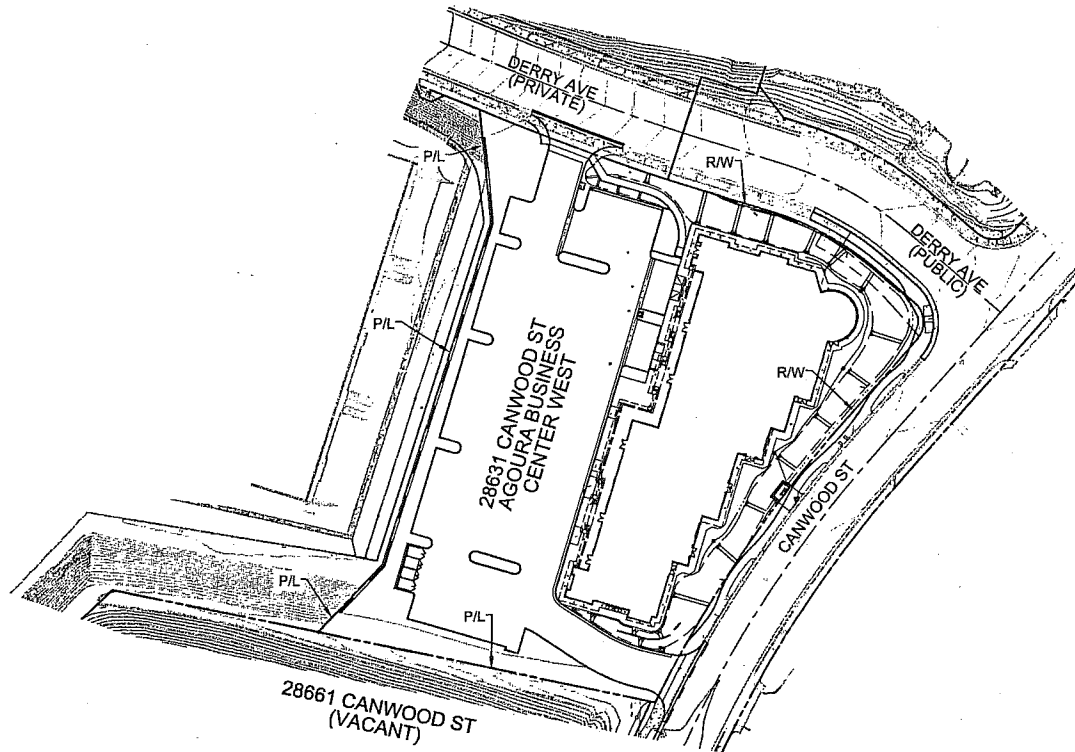 DERRY AVE
(PRIVATE)
P/L
R/W
DERRY AVE
(PUBLIC)
P/L
28631 CANWOOD ST
AGOURA BUSINESS
CENTER WEST
R/W
CANWOOD ST
P/L
P/L
28661 CANWOOD ST
(VACANT)